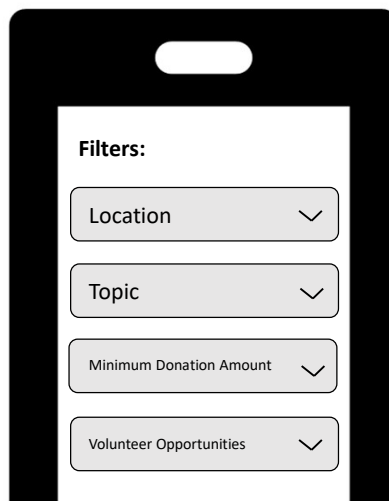 Filters:
Location
Topic
Minimum Donation Amount
Volunteer Opportunities